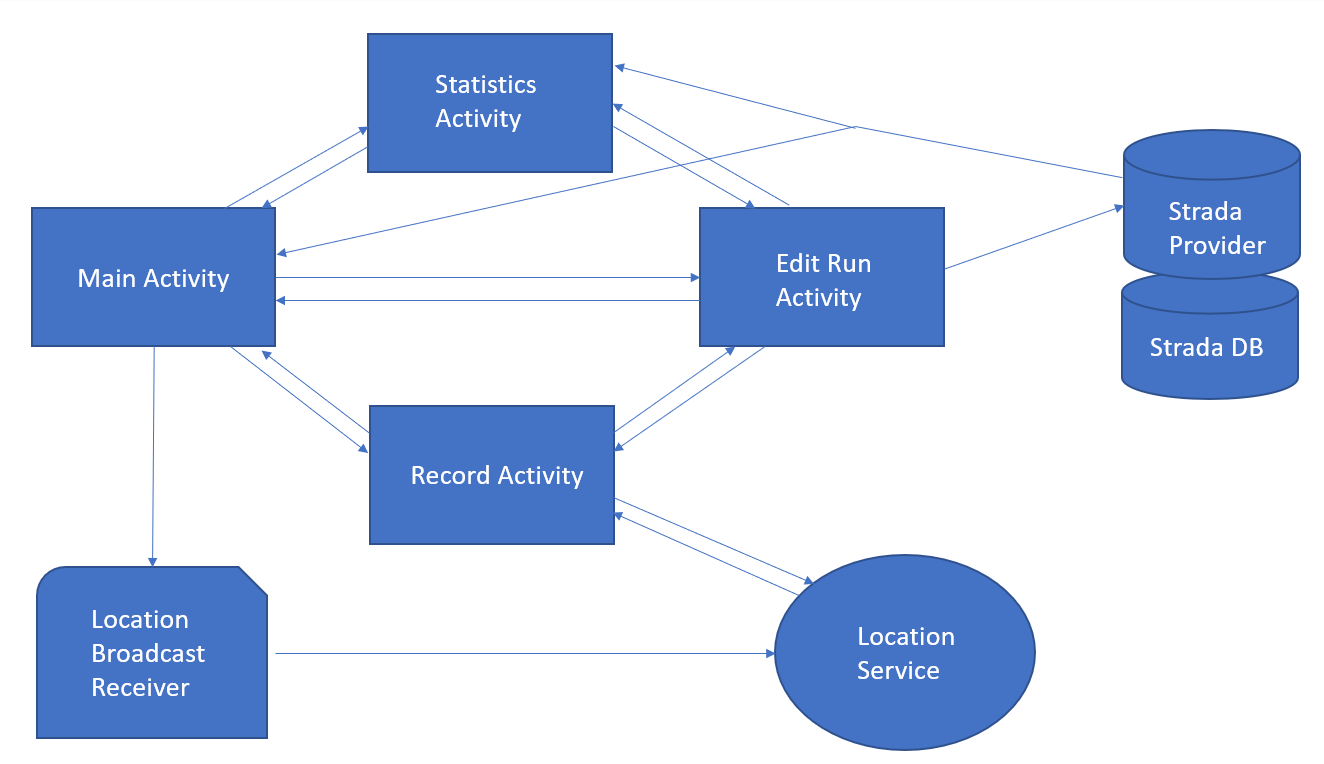 Statistics
Activity
Strada
Provider
Main Activity
Edit Run
Activity
Strada DB
Record Activity
Location
Broadcast
Receiver
Location
Service